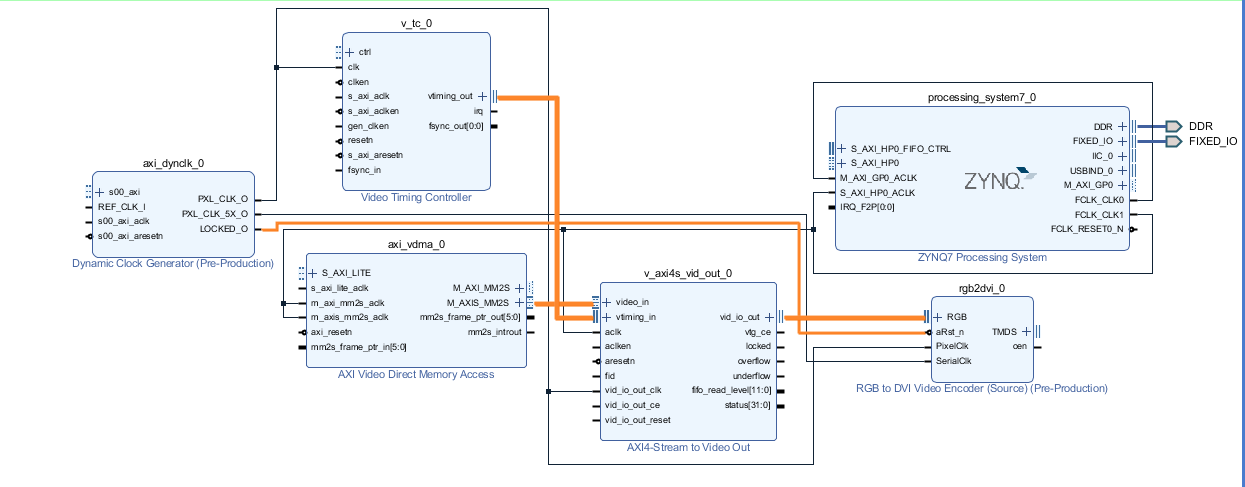 v_tc_0
ctrl
clk
clken
s_axi_aclk
s_axi_aclken
gen_clken
resetn
s_axi_aresetn
fsync_in
vtiming_out
irq
fsync_out[0:0]
Video Timing Controller
processing_system7_0
S_AXI_HP0_FIFO_CTRL
S_AXI_HP0
M_AXI_GP0_ACLK
S_AXI_HP0_ACLK
IRQ_F2P[0:0]
ZYNQ
DDR
FIXED_IO
IIC_0
USBIND_0
M_AXI_GP0
FCLK_CLK0
FCLK_CLK1
FCLK_RESET0_N
ZYNQ7 Processing System
DDR
FIXED_IO
axi_dynclk_0
s00_axi
REF_CLK_I
s00_axi_aclk
s00_axi_aresetn
PXL_CLK_O
PXL_CLK_5X_O
LOCKED_O
Dynamic Clock Generator (Pre-Production)
axi_vdma_0
S_AXI_LITE
s_axi_lite_aclk
m_axi_mm2s_aclk
m_axis_mm2s_aclk
axi_resetn
mm2s_frame_ptr_in[5:0]
M_AXI_MM2S
M_AXIS_MM2S
mm2s_frame_ptr_out[5:0]
mm2s_introut
AXI Video Direct Memory Access
v_axi4s_vid_out_0
video_in
vtiming_in
aclk
aclken
aresetn
fid
vid_io_out_clk
vid_io_out_ce
vid_io_out_reset
vid_io_out
vtg_ce
locked
overflow
underflow
fifo_read_level[11:0]
status[31:0]
AXI4-Stream to Video Out
rgb2dvi_0
RGB
aRst_n
PixelClk
SerialClk
TMDS
oen
RGB to DVI Video Encoder (Source) (Pre-Production)